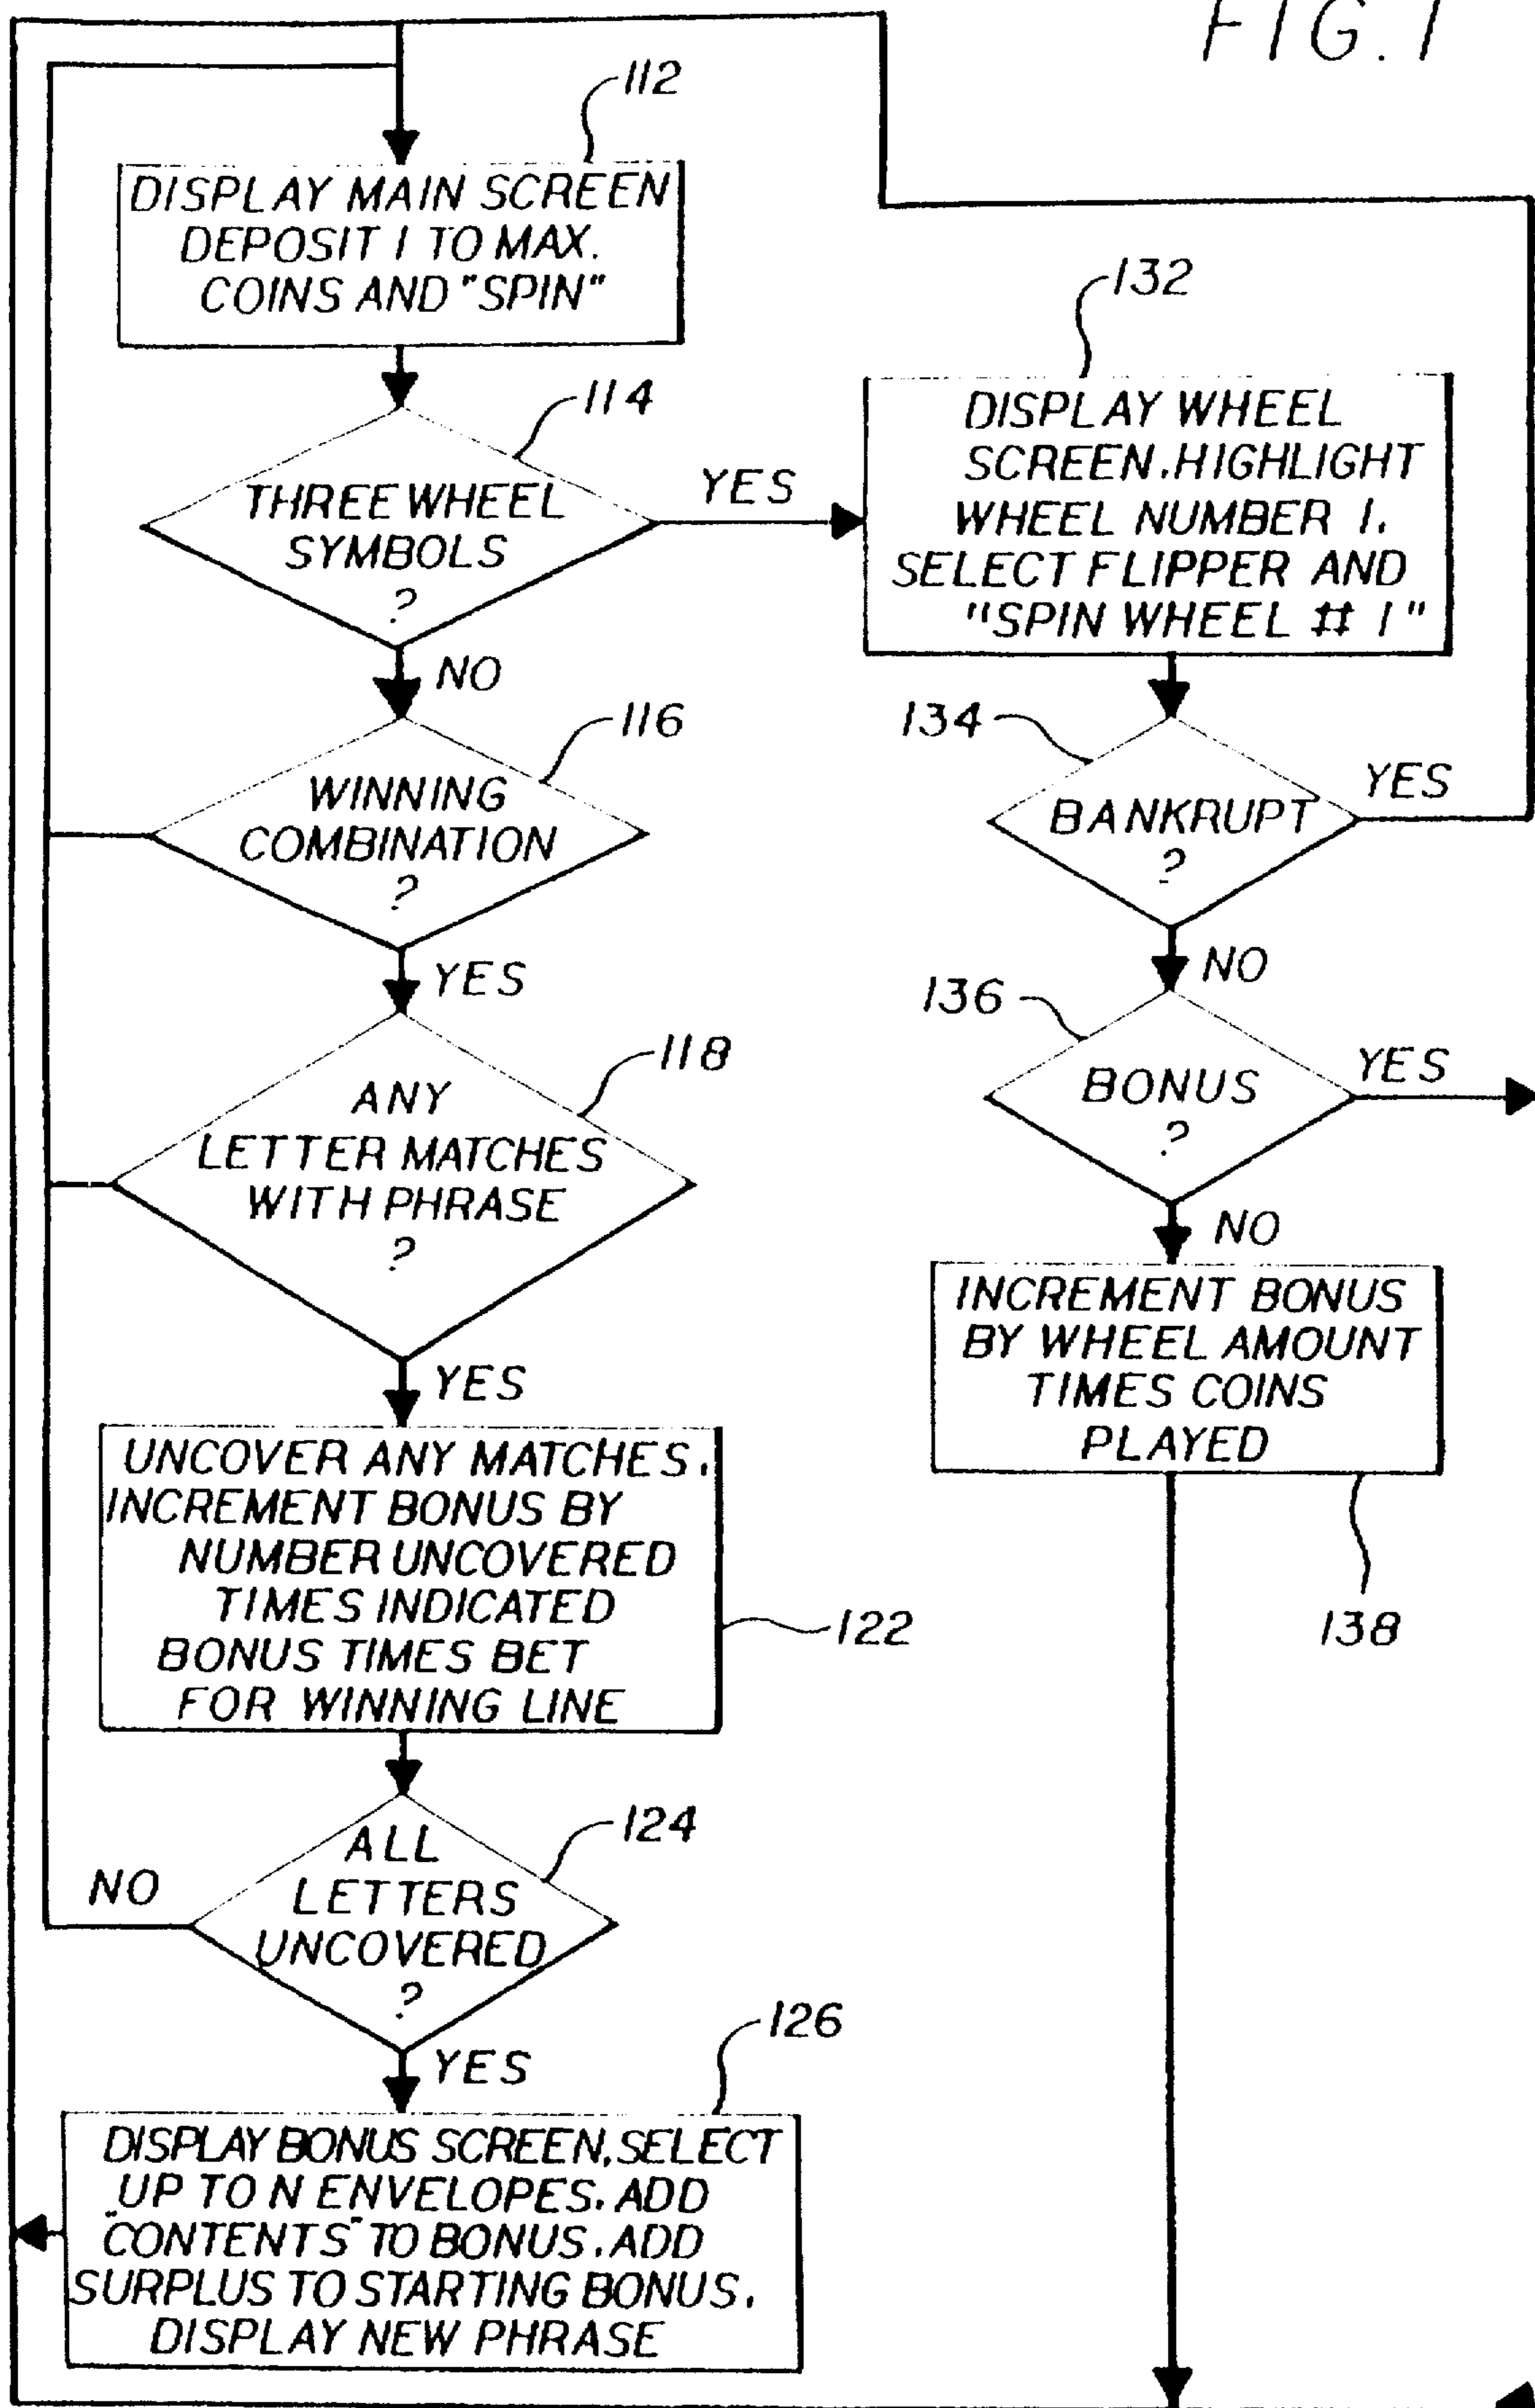 FIG. 1
112
DISPLAY MAIN SCREEN
DEPOSIT 1 TO MAX.
COINS AND "SPIN"
114
THREE WHEEL
SYMBOLS
?
YES
NO
116
WINNING
COMBINATION
?
YES
118
ANY
LETTER MATCHES
WITH PHRASE
?
YES
UNCOVER ANY MATCHES.
INCREMENT BONUS BY
NUMBER UNCOVERED
TIMES INDICATED
BONUS TIMES BET
FOR WINNING LINE
122
124
ALL
LETTERS
UNCOVERED
?
NO
YES
126
DISPLAY BONUS SCREEN. SELECT
UP TO N ENVELOPES. ADD
"CONTENTS" TO BONUS. ADD
SURPLUS TO STARTING BONUS.
DISPLAY NEW PHRASE
132
DISPLAY WHEEL
SCREEN. HIGHLIGHT
WHEEL NUMBER 1.
SELECT FLIPPER AND
"SPIN WHEEL # 1"
134
BANKRUPT
?
YES
NO
136
BONUS
?
YES
NO
INCREMENT BONUS
BY WHEEL AMOUNT
TIMES COINS
PLAYED
138